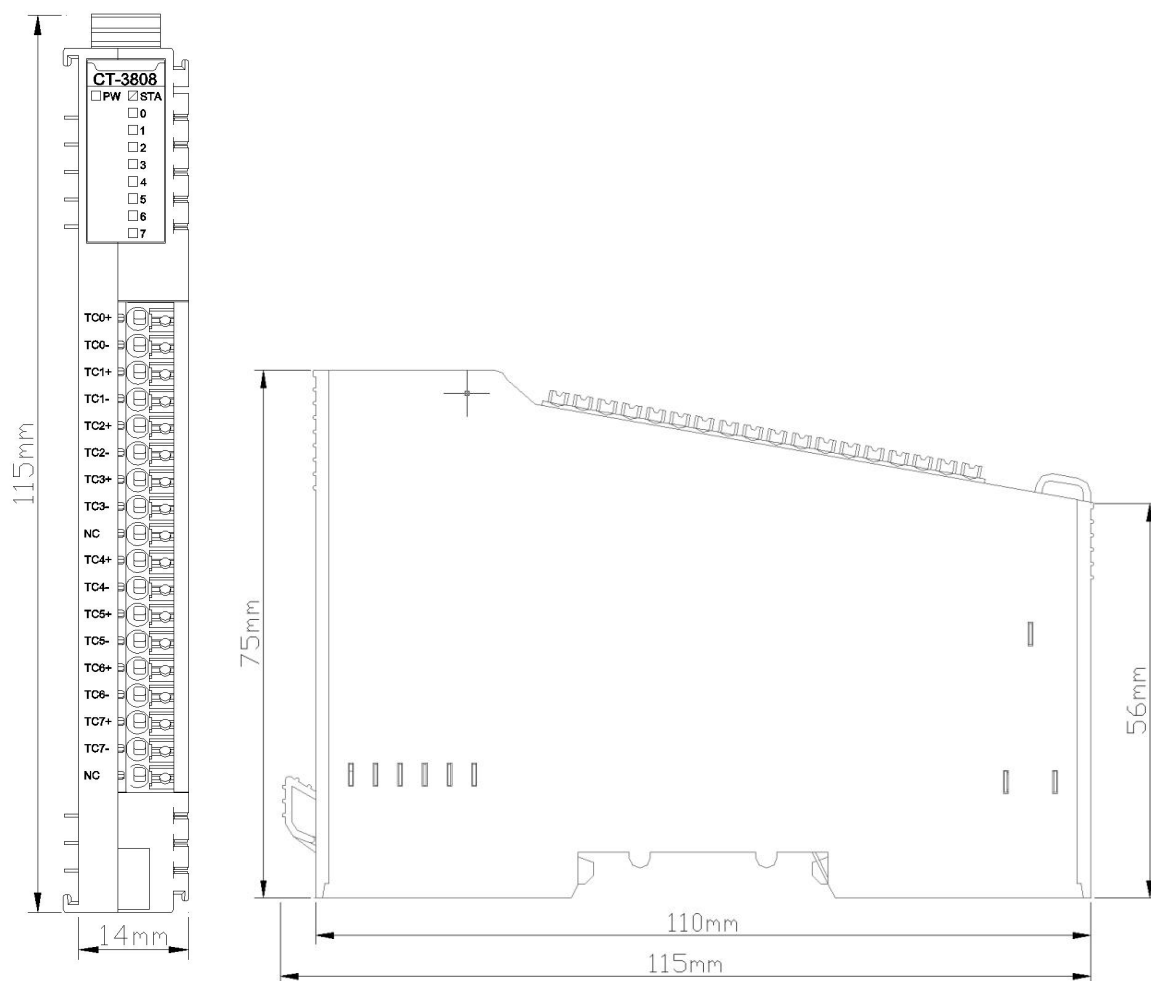 CT-3808
PW STA
0
1
2
3
4
5
6
7
TC0+
TC0-
TC1+
TC1-
TC2+
TC2-
TC3+
TC3-
NC
TC4+
TC4-
TC5+
TC5-
TC6+
TC6-
TC7+
TC7-
NC
115mm
14mm
75mm
56mm
110mm
115mm